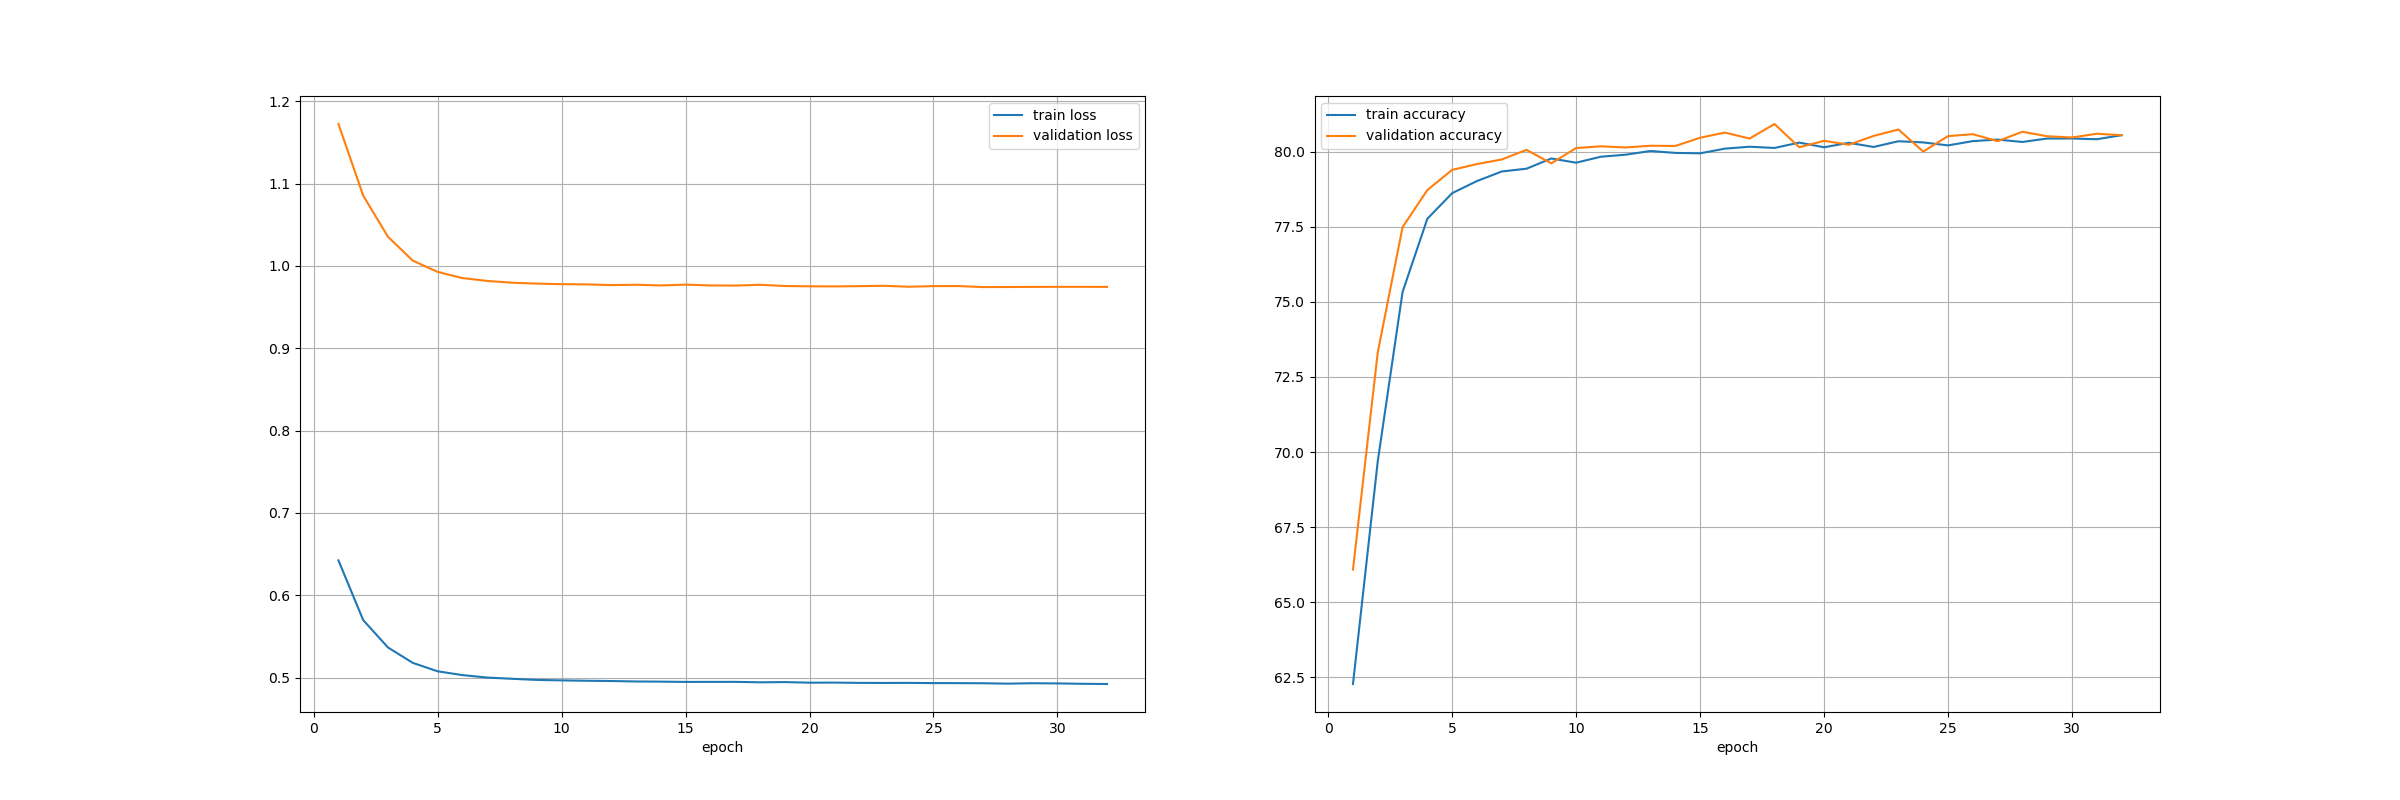 1.2
1.1
1.0
0.9
0.8
0.7
0.6
0.5
0 5 10 15 20 25 30
epoch
train loss
validation loss
80.0
77.5
75.0
72.5
70.0
67.5
65.0
62.5
0 5 10 15 20 25 30
epoch
train accuracy
validation accuracy